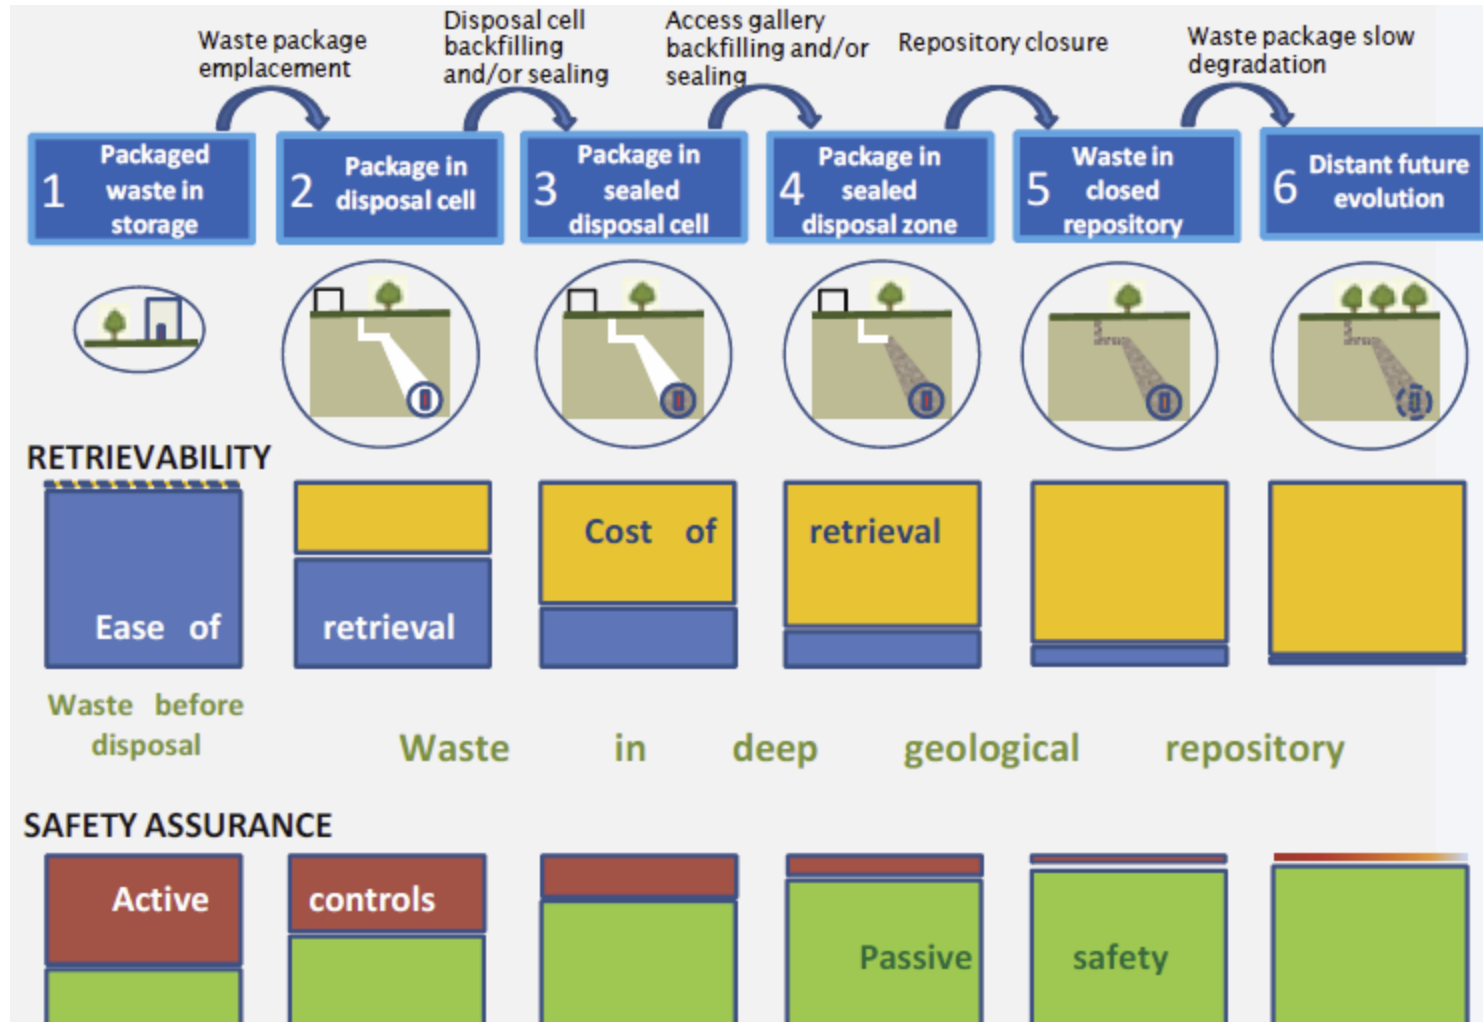 Waste package
emplacement
Disposal cell
backfilling
and/or sealing
Access gallery
backfilling and/or
sealing
Repository closure
Waste package slow
degradation
1 Packaged
waste in
storage
2 Package in
disposal cell
3 Package in
sealed
disposal cell
4 Package in
sealed
disposal zone
5 Waste in
closed
repository
6 Distant future
evolution
RETRIEVABILITY
Cost of retrieval
Ease of retrieval
Waste before
disposal
Waste in deep geological repository
SAFETY ASSURANCE
Active controls
Passive safety